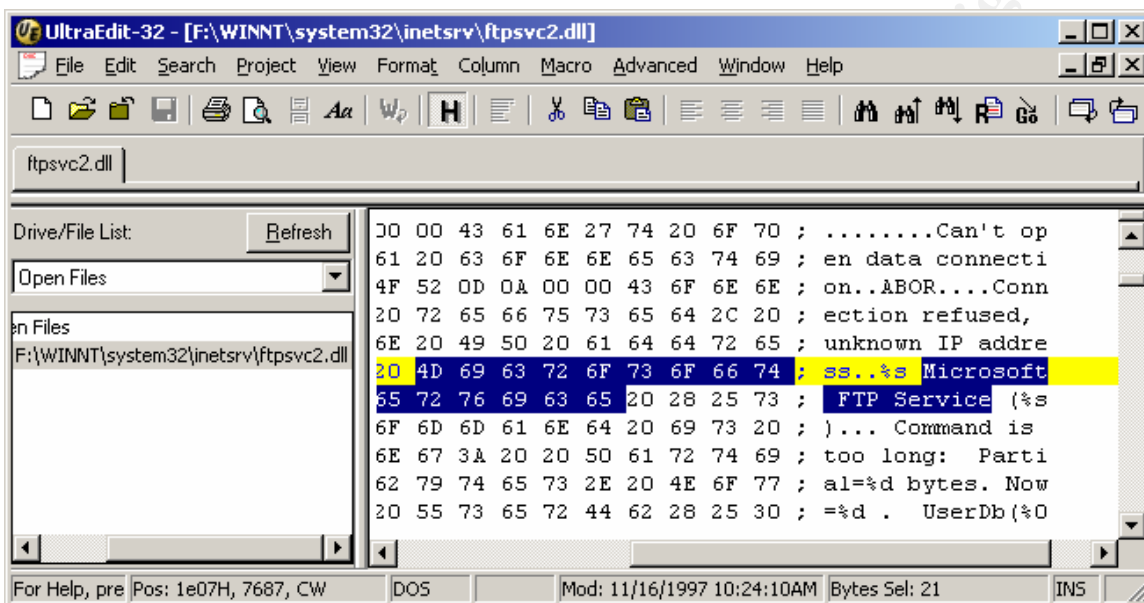 UltraEdit-32 - [F:\WINNT\system32\inetsrv\ftpsvc2.dll]
File Edit Search Project View Format Column Macro Advanced Window Help
ftpsvc2.dll
Drive/File List: Refresh
Open Files
en Files
F:\WINNT\system32\inetsrv\ftpsvc2.dll
00 00 43 61 6E 27 74 20 6F 70 ; ........Can't op
61 20 63 6F 6E 6E 65 63 74 69 ; en data connecti
4F 52 0D 0A 00 00 43 6F 6E 6E ; on..ABOR....Conn
20 72 65 66 75 73 65 64 2C 20 ; ection refused,
6E 20 49 50 20 61 64 64 72 65 ; unknown IP addre
20 4D 69 63 72 6F 73 6F 66 74 ; ss..%s Microsoft
65 72 76 69 63 65 20 28 25 73 ; FTP Service (%s
6F 6D 6D 61 6E 64 20 69 73 20 ; )... Command is
6E 67 3A 20 20 50 61 72 74 69 ; too long:  Parti
62 79 74 65 73 2E 20 4E 6F 77 ; al=%d bytes. Now
20 55 73 65 72 44 62 28 25 30 ; =%d .  UserDb(%0
For Help, pre Pos: 1e07H, 7687, CW DOS Mod: 11/16/1997 10:24:10AM Bytes Sel: 21 INS